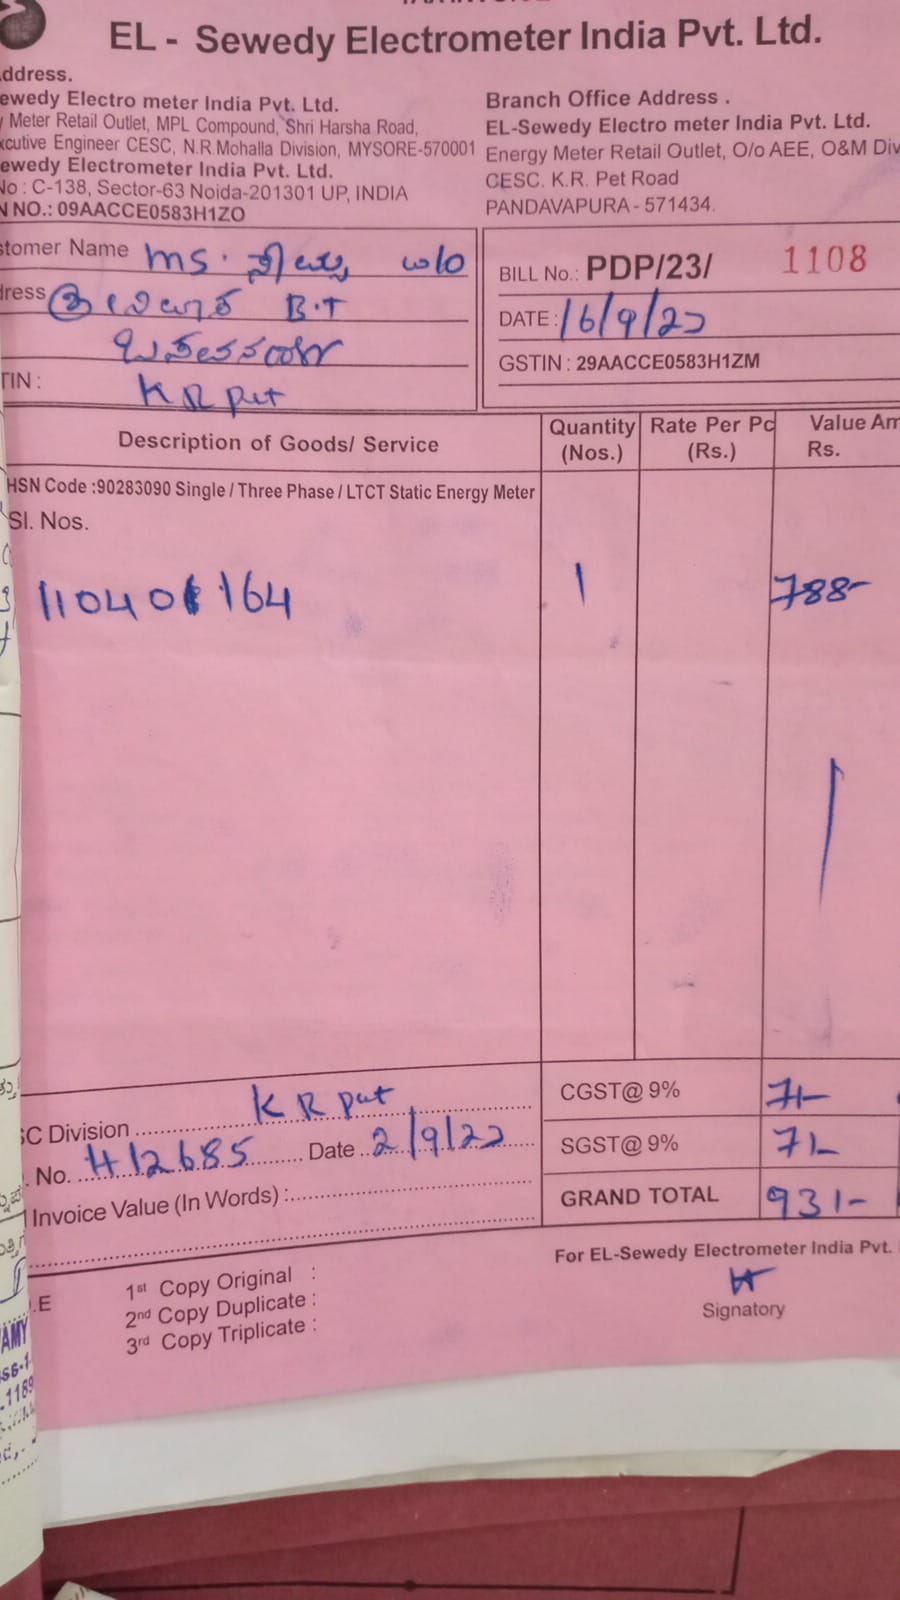 EL - Sewedy Electrometer India Pvt. Ltd.
ddress.
ewedy Electro meter India Pvt. Ltd.
Meter Retail Outlet, MPL Compound, Shri Harsha Road,
xcutive Engineer CESC, N.R Mohalla Division, MYSORE-570001
ewedy Electrometer India Pvt. Ltd.
No : C-138, Sector-63 Noida-201301 UP, INDIA
N NO.: 09AACCE0583H1ZO
Branch Office Address .
EL-Sewedy Electro meter India Pvt. Ltd.
Energy Meter Retail Outlet, O/o AEE, O&M Div
CESC. K.R. Pet Road
PANDAVAPURA - 571434.
stomer Name ms. w/o
dress B.T
TIN : K R Pet
BILL No.: PDP/23/ 1108
DATE : 16/9/22
GSTIN : 29AACCE0583H1ZM
Description of Goods/ Service
Quantity (Nos.)
Rate Per Pc (Rs.)
Value Am Rs.
HSN Code :90283090 Single / Three Phase / LTCT Static Energy Meter
Sl. Nos.
1 788-
CGST@ 9% 71-
SGST@ 9% 71-
GRAND TOTAL 931-
SC Division K R Pet
. No. 412685 Date 2/9/22
Invoice Value (In Words) :
.E
1st Copy Original :
2nd Copy Duplicate :
3rd Copy Triplicate :
For EL-Sewedy Electrometer India Pvt.
Signatory